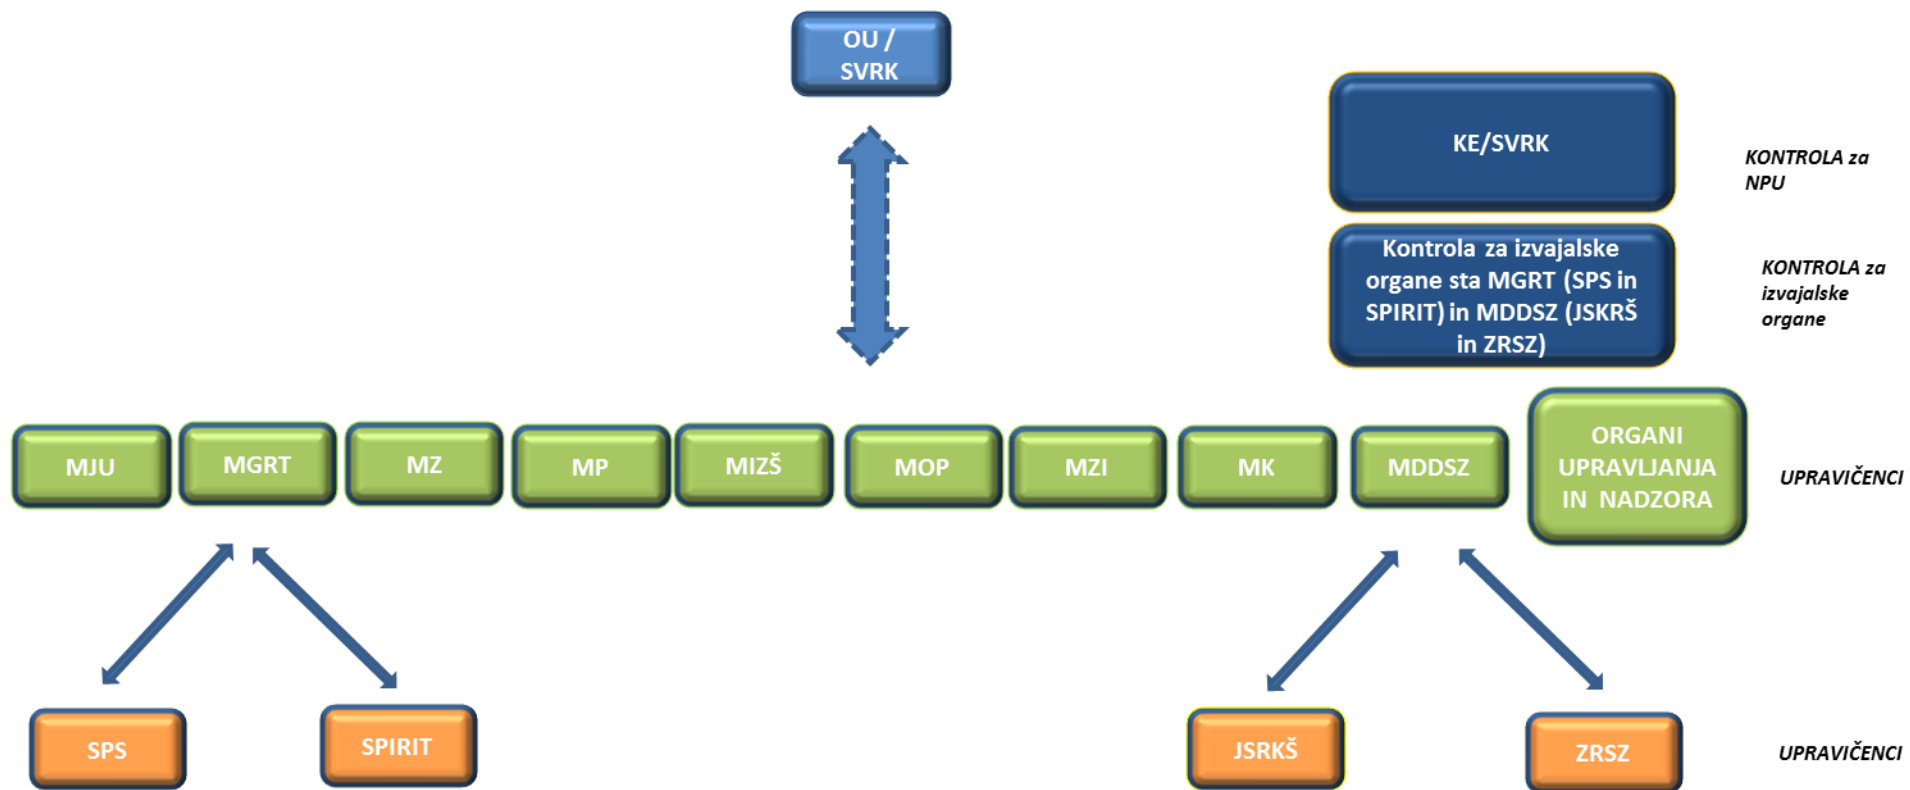 OU /
SVRK
KE/SVRK
KONTROLA za
NPU
Kontrola za izvajalske
organe sta MGRT (SPS in
SPIRIT) in MDDSZ (JSKRŠ
in ZRSZ)
KONTROLA za
izvajalske
organe
MJU
MGRT
MZ
MP
MIZŠ
MOP
MZI
MK
MDDSZ
ORGANI
UPRAVLJANJA
IN NADZORA
UPRAVIČENCI
SPS
SPIRIT
JSRKŠ
ZRSZ
UPRAVIČENCI